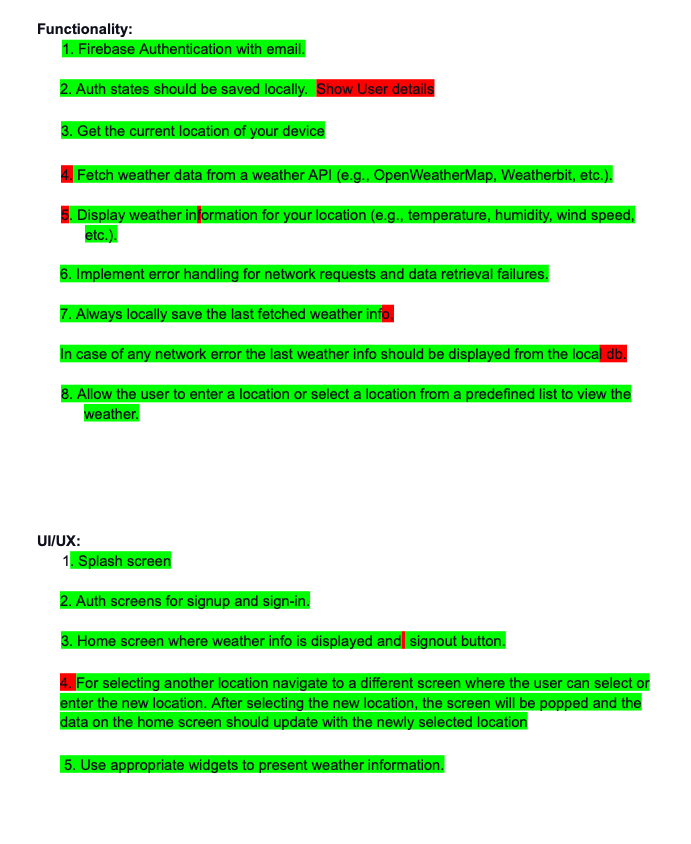 Functionality:
1. Firebase Authentication with email.
2. Auth states should be saved locally. Show User details
3. Get the current location of your device
4. Fetch weather data from a weather API (e.g., OpenWeatherMap, Weatherbit, etc.).
5. Display weather information for your location (e.g., temperature, humidity, wind speed,
etc.).
6. Implement error handling for network requests and data retrieval failures.
7. Always locally save the last fetched weather info,
In case of any network error the last weather info should be displayed from the local db.
8. Allow the user to enter a location or select a location from a predefined list to view the
weather.
UI/UX:
1. Splash screen
2. Auth screens for signup and sign-in.
3. Home screen where weather info is displayed and signout button.
4. For selecting another location navigate to a different screen where the user can select or
enter the new location. After selecting the new location, the screen will be popped and the
data on the home screen should update with the newly selected location
5. Use appropriate widgets to present weather information.